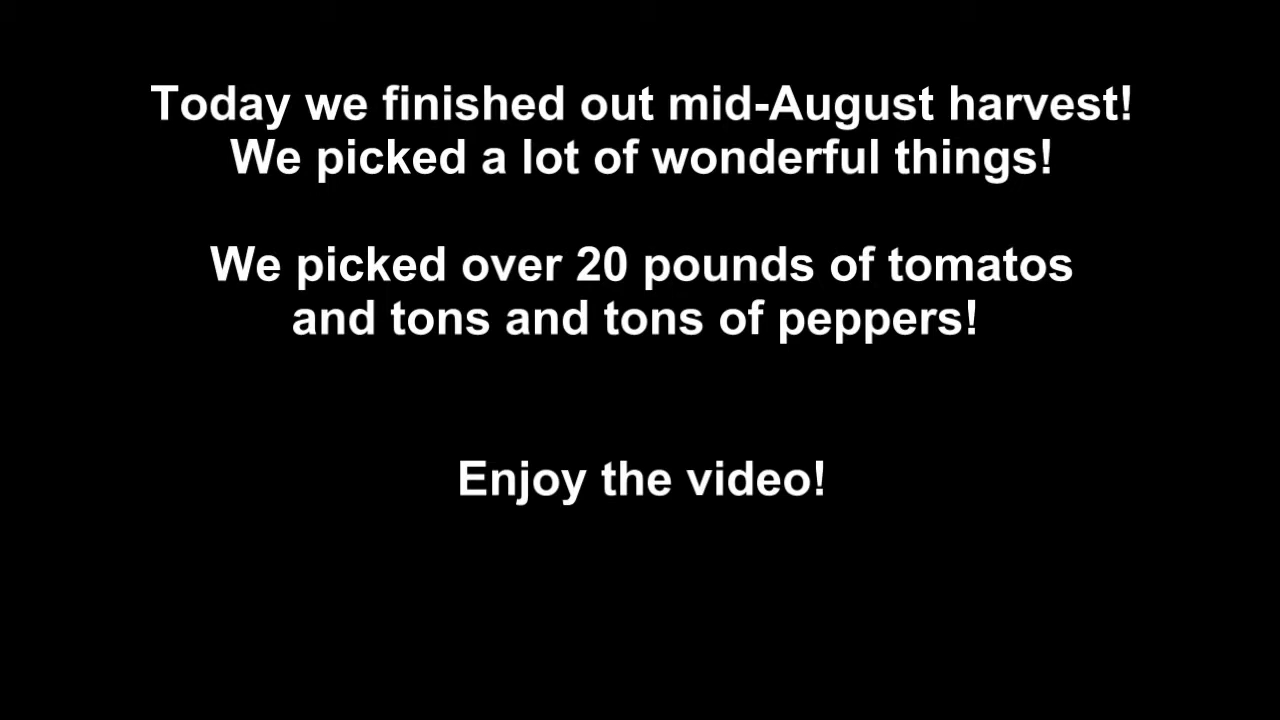 Today we finished out mid-August harvest!
We picked a lot of wonderful things!
We picked over 20 pounds of tomatos
and tons and tons of peppers!
Enjoy the video!